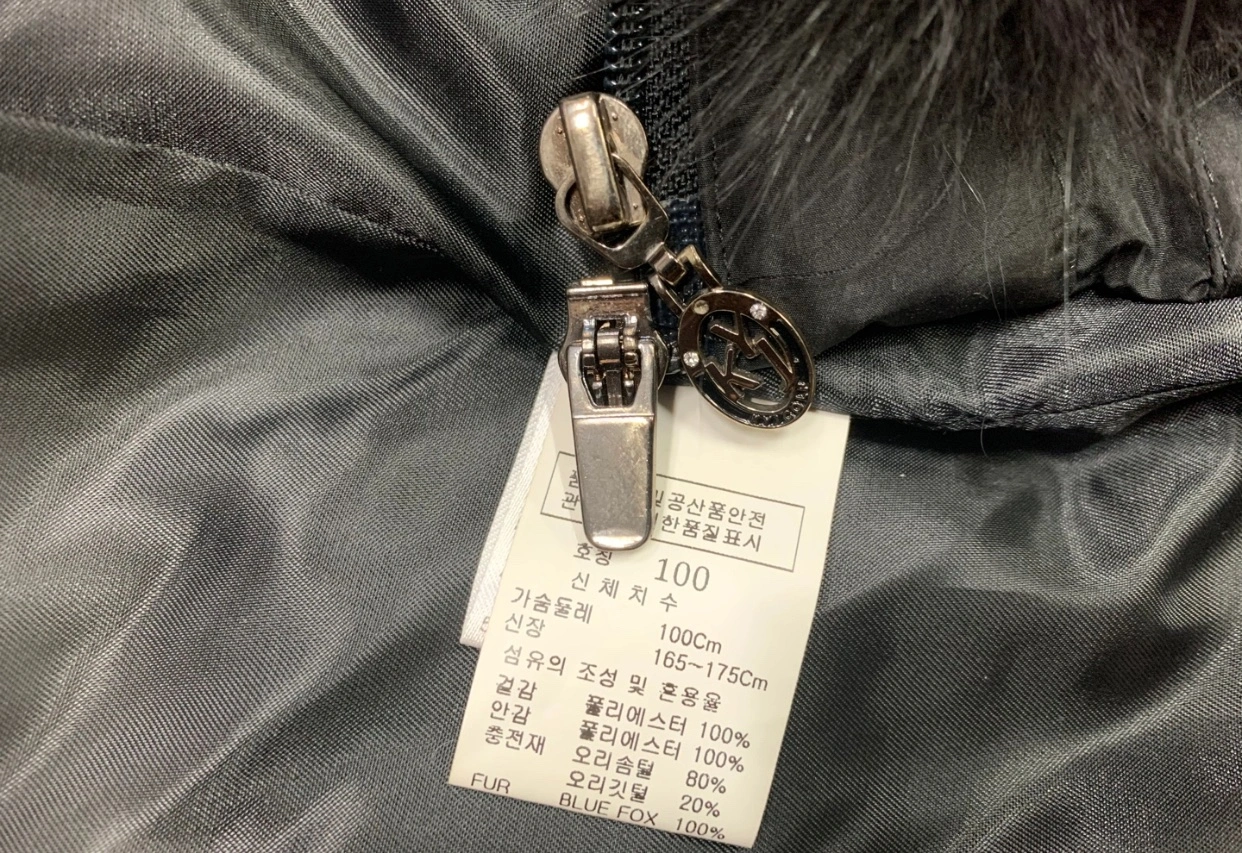 공산품안전
한품질표시
호칭 100
신체치수
가슴둘레 100Cm
신장 165~175Cm
섬유의 조성 및 혼용율
겉감 폴리에스터 100%
안감 폴리에스터 100%
충전재 오리솜털 80%
오리깃털 20%
FUR BLUE FOX 100%